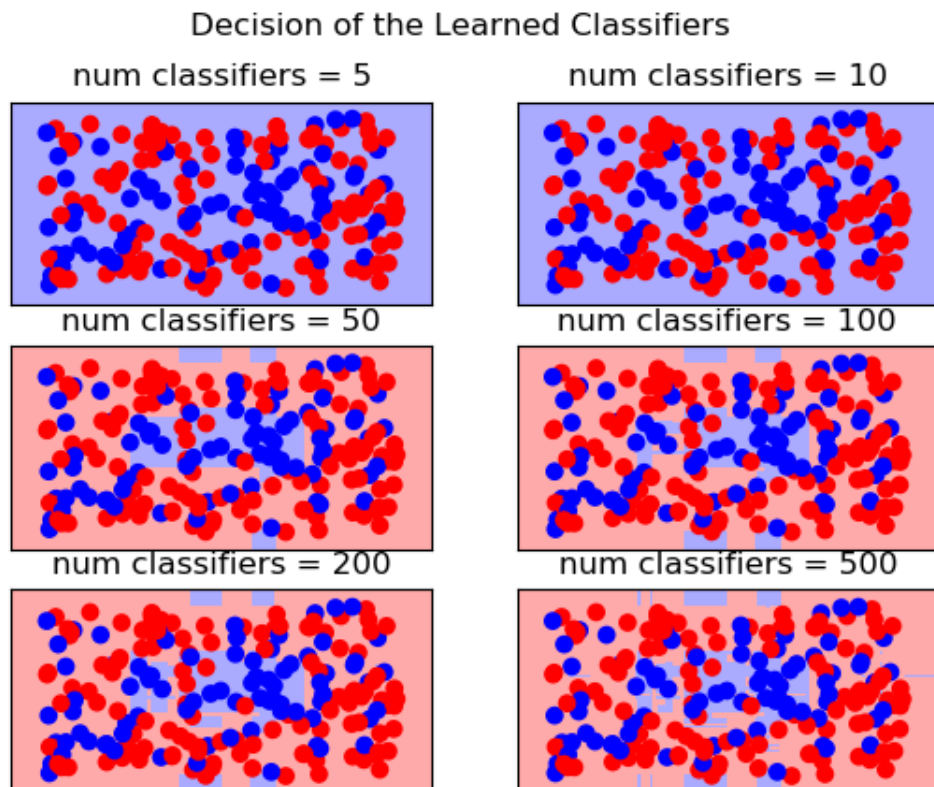 Decision of the Learned Classifiers
num classifiers = 5
num classifiers = 10
num classifiers = 50
num classifiers = 100
num classifiers = 200
num classifiers = 500